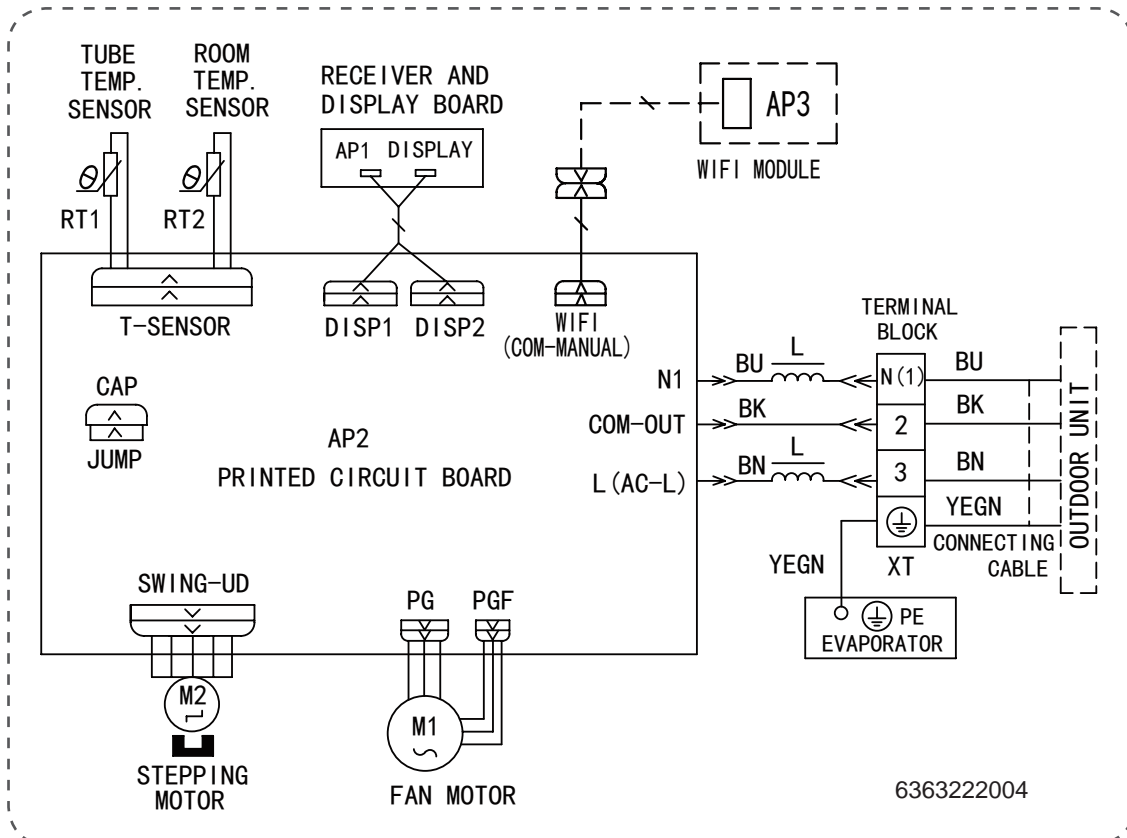 TUBE
TEMP.
SENSOR
ROOM
TEMP.
SENSOR
RECEIVER AND
DISPLAY BOARD
AP1 DISPLAY
AP3
WIFI MODULE
RT1
RT2
T-SENSOR
DISP1
DISP2
WIFI
(COM-MANUAL)
TERMINAL
BLOCK
N1
BU
L
N(1)
BU
CAP
JUMP
COM-OUT
BK
2
BK
AP2
PRINTED CIRCUIT BOARD
L(AC-L)
BN
L
3
BN
YEGN
OUTDOOR UNIT
YEGN
XT
CONNECTING
CABLE
PE
EVAPORATOR
SWING-UD
PG
PGF
M2
M1
STEPPING
MOTOR
FAN MOTOR
6363222004